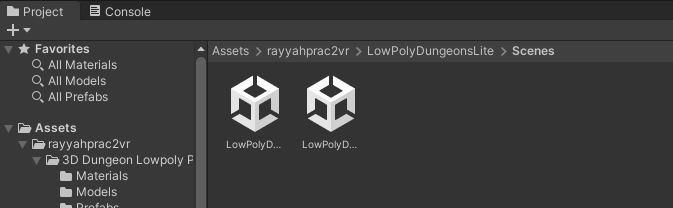 Project
Console
Favorites
All Materials
All Models
All Prefabs
Assets
rayyahprac2vr
3D Dungeon Lowpoly P
Materials
Models
Prefabs
Assets > rayyahprac2vr > LowPolyDungeonsLite > Scenes
LowPolyD... LowPolyD...